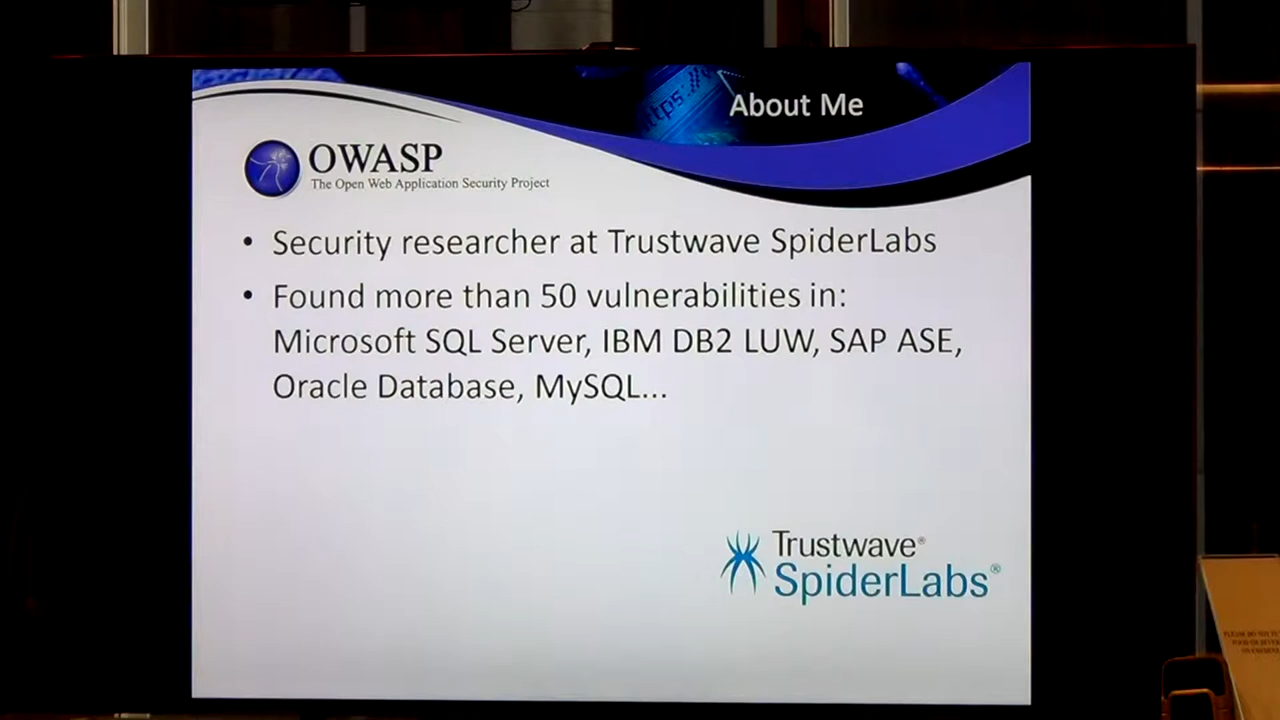 ttps:/
About Me
OWASP
The Open Web Application Security Project
• Security researcher at Trustwave SpiderLabs
• Found more than 50 vulnerabilities in:
Microsoft SQL Server, IBM DB2 LUW, SAP ASE,
Oracle Database, MySQL...
Trustwave®
SpiderLabs®